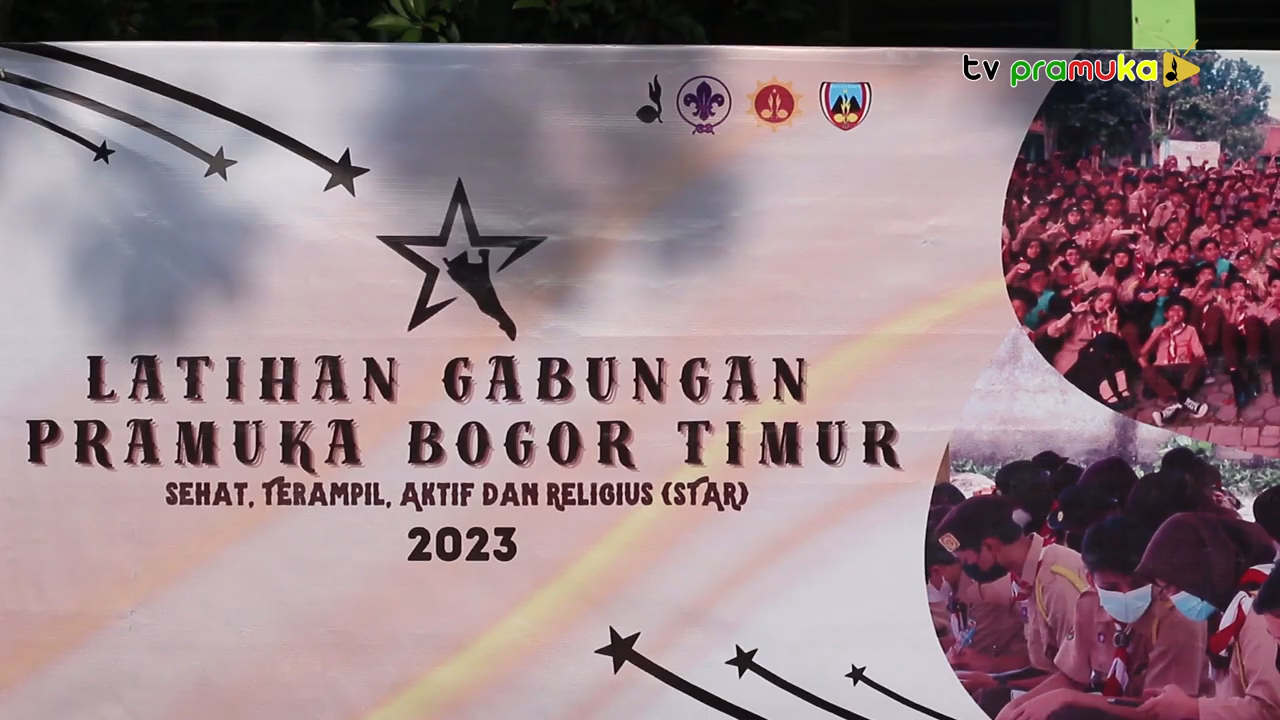 tv pramuka
LATIHAN GABUNGAN
PRAMUKA BOGOR TIMUR
SEHAT, TERAMPIL, AKTIF DAN RELIGIUS (STAR)
2023